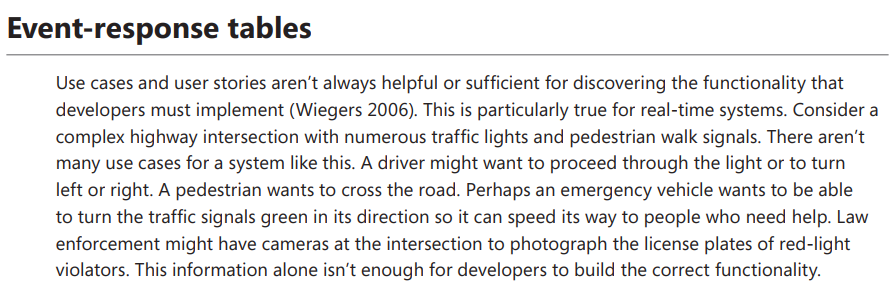 Event-response tables
Use cases and user stories aren’t always helpful or sufficient for discovering the functionality that
developers must implement (Wiegers 2006). This is particularly true for real-time systems. Consider a
complex highway intersection with numerous traffic lights and pedestrian walk signals. There aren’t
many use cases for a system like this. A driver might want to proceed through the light or to turn
left or right. A pedestrian wants to cross the road. Perhaps an emergency vehicle wants to be able
to turn the traffic signals green in its direction so it can speed its way to people who need help. Law
enforcement might have cameras at the intersection to photograph the license plates of red-light
violators. This information alone isn’t enough for developers to build the correct functionality.